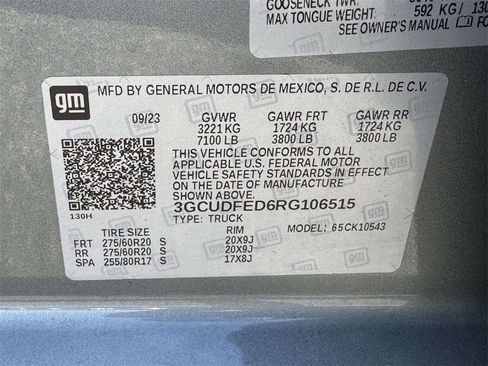 GOOSENECK TWR:
MAX TONGUE WEIGHT: 592 KG / 130
SEE OWNER'S MANUAL FO
gm
MFD BY GENERAL MOTORS DE MEXICO, S. DE R.L. DE C.V.
09/23 GVWR GAWR FRT GAWR RR
3221 KG 1724 KG 1724 KG
7100 LB 3800 LB 3800 LB
THIS VEHICLE CONFORMS TO ALL
APPLICABLE U.S. FEDERAL MOTOR
VEHICLE SAFETY STANDARDS IN
EFFECT ON THE DATE OF MANUFACTURE
SHOWN ABOVE.
3GCUDFED6RG106515
130H
TYPE: TRUCK MODEL: 65CK10543
TIRE SIZE RIM
FRT 275/60R20 S 20X9J
RR 275/60R20 S 20X9J
SPA 255/80R17 S 17X8J